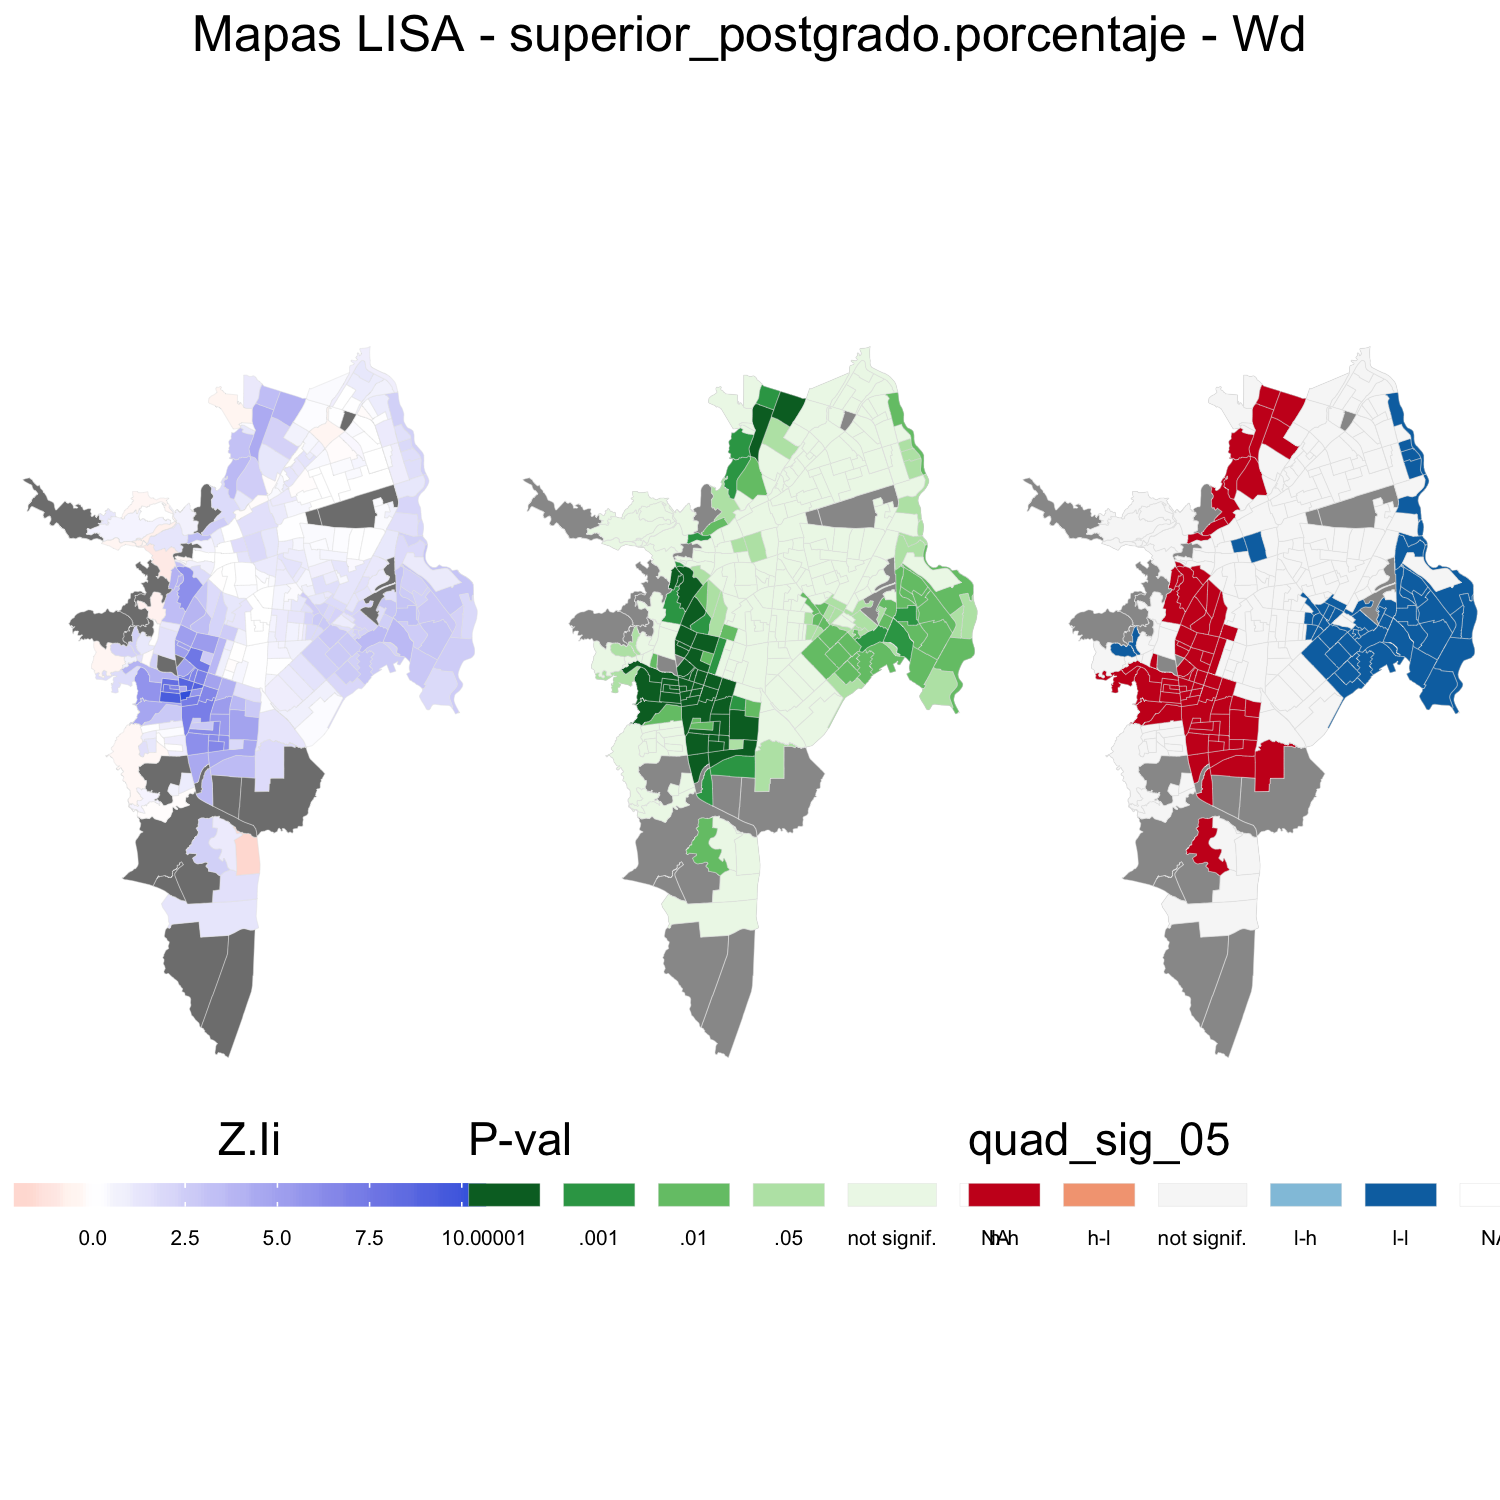 Mapas LISA - superior_postgrado.porcentaje - Wd
Z.Ii P-val quad_sig_05
0.0 2.5 5.0 7.5 10.00001 .001 .01 .05 not signif. NA h-h h-l not signif. l-h l-l NA